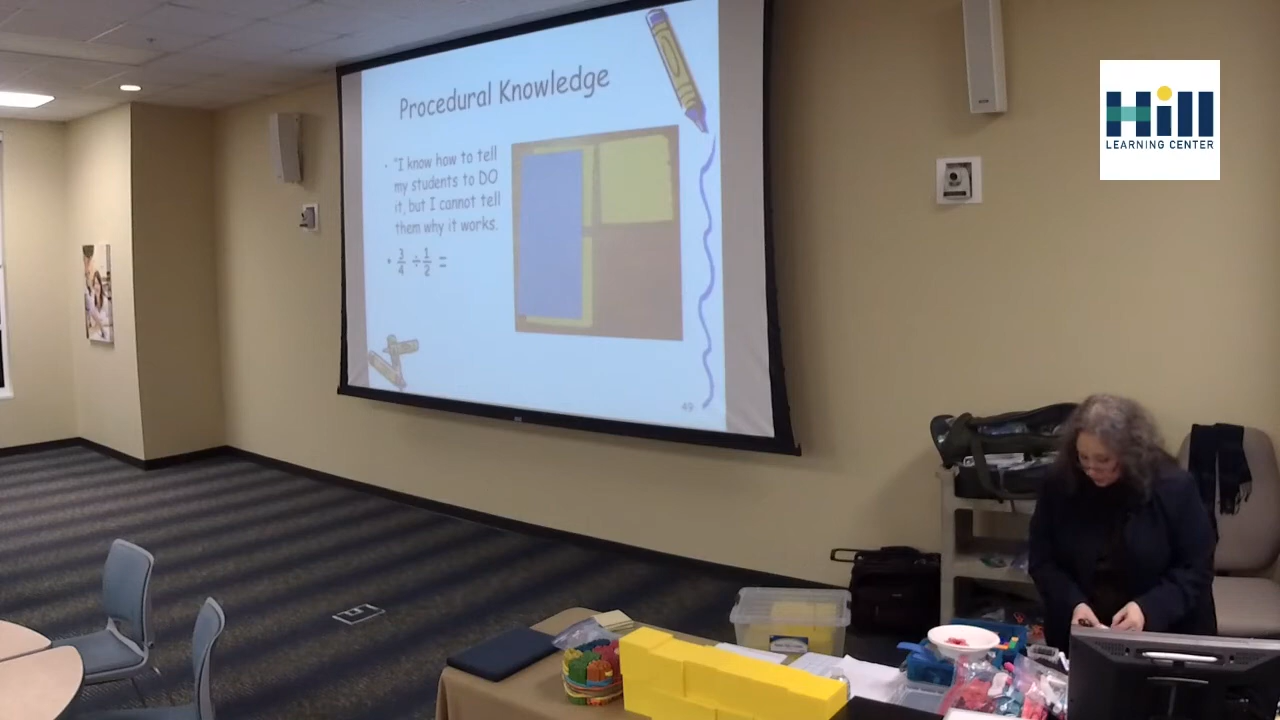 Procedural Knowledge
• "I know how to tell
my students to DO
it, but I cannot tell
them why it works.
• 3/4 ÷ 1/2 =
49
Hill
LEARNING CENTER